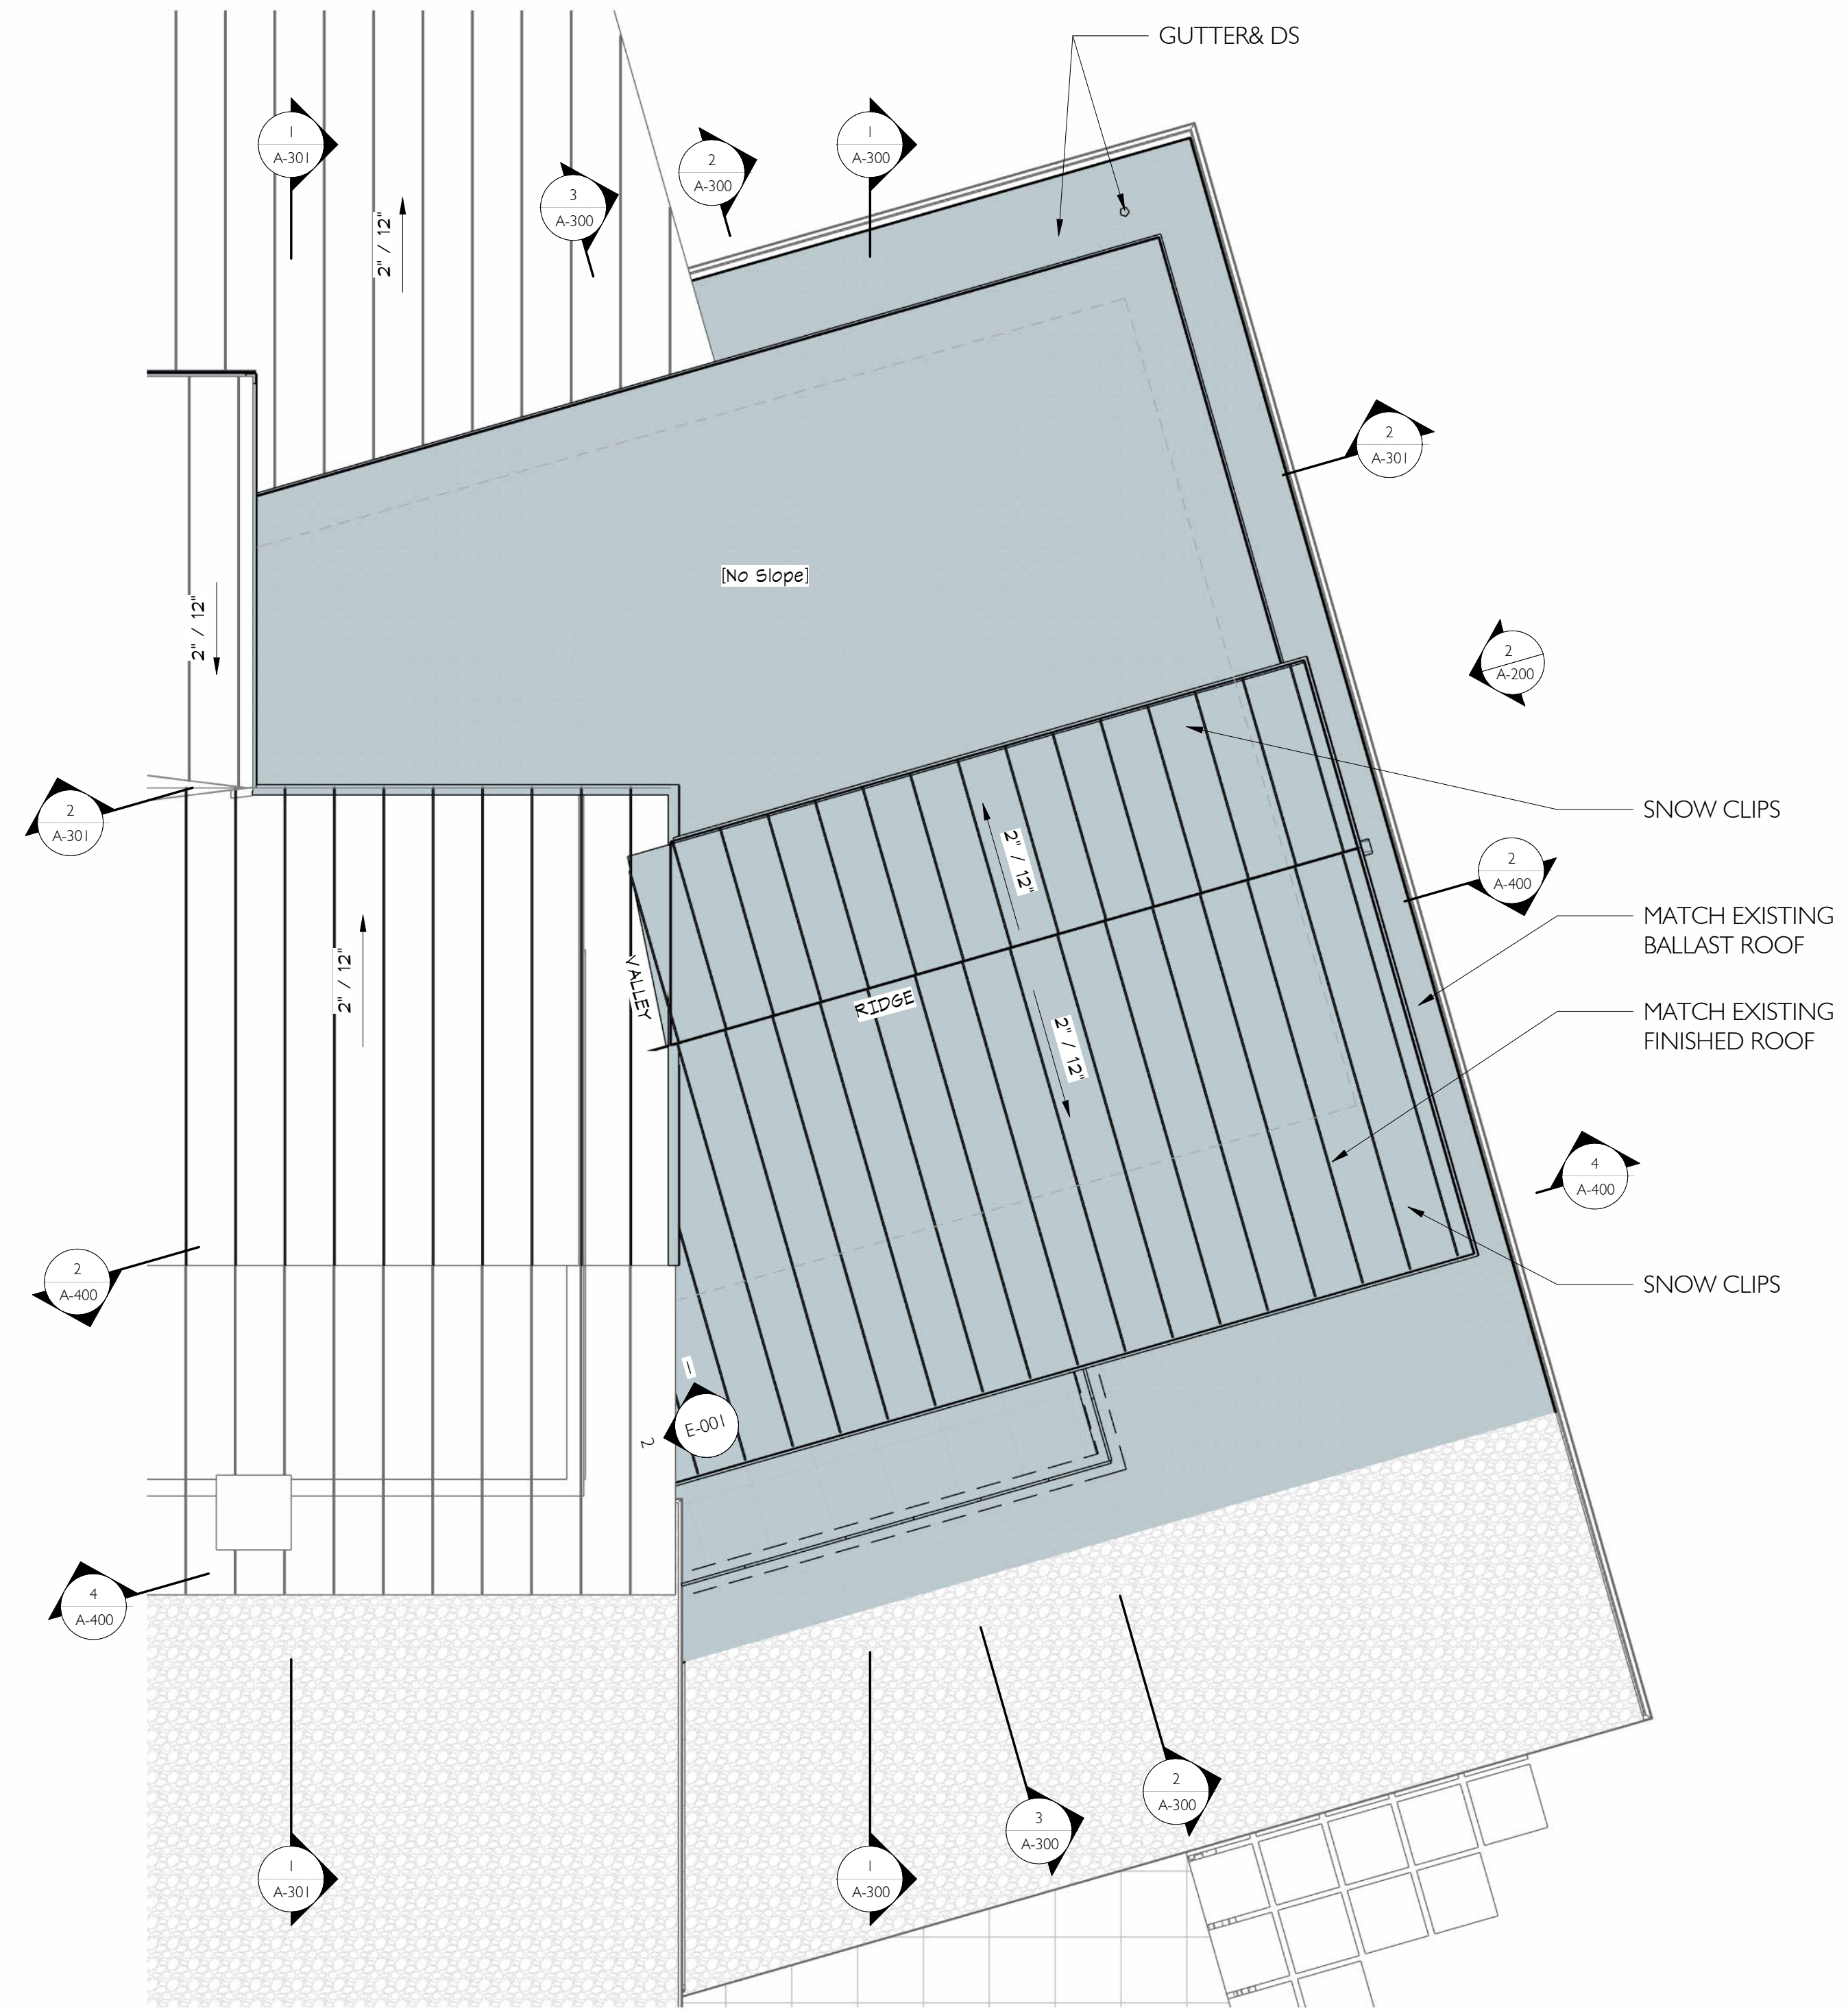 GUTTER& DS
1
A-301
2
A-300
1
A-300
3
A-300
2" / 12"
2
A-301
[No Slope]
2" / 12"
2
A-200
SNOW CLIPS
2
A-301
2" / 12"
2
A-400
MATCH EXISTING
BALLAST ROOF
2" / 12"
VALLEY
RIDGE
MATCH EXISTING
FINISHED ROOF
2" / 12"
4
A-400
2
A-400
SNOW CLIPS
1
E-001
2
4
A-400
2
A-300
3
A-300
1
A-301
1
A-300